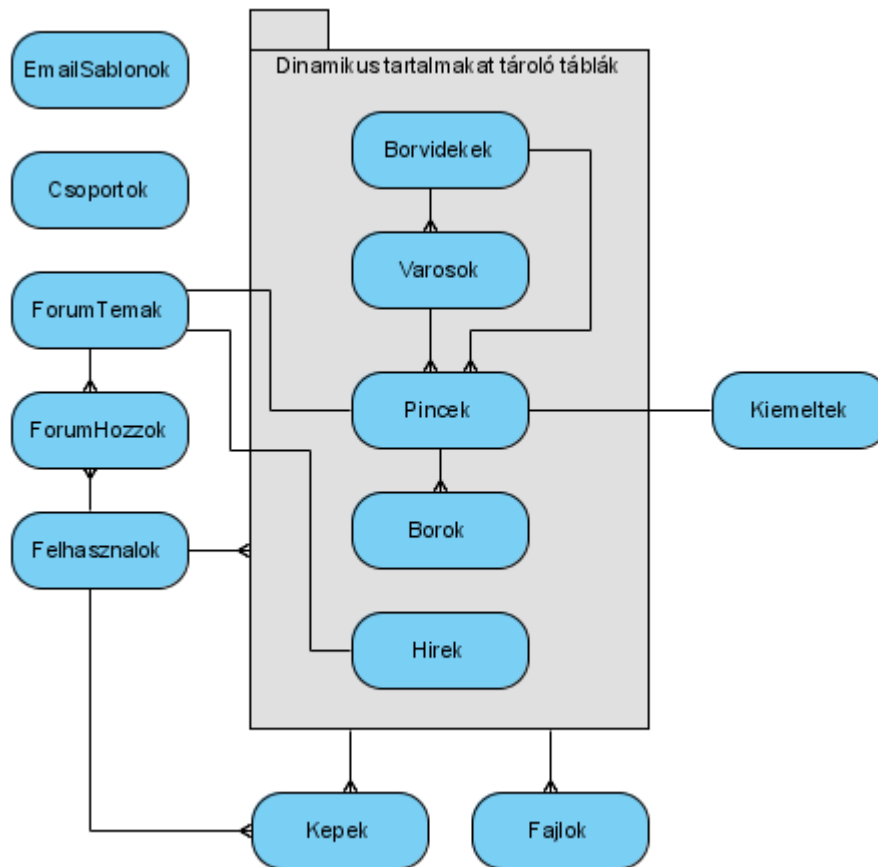 EmailSablonok
Dinamikus tartalmakat tároló táblák
Borvidekek
Csoportok
Varosok
ForumTemak
Pincek
Kiemeltek
ForumHozzok
Borok
Felhasznalok
Hirek
Kepek
Fajlok